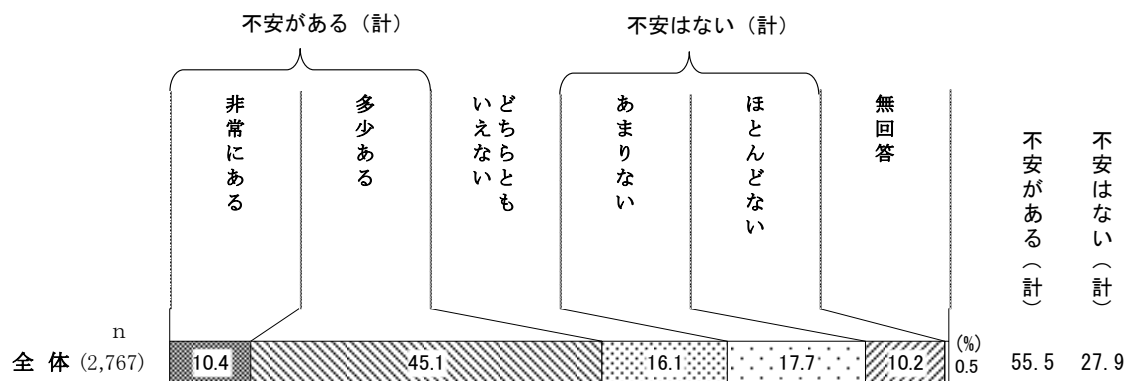 不安がある（計）
不安はない（計）
非常にある
多少ある
どちらとも
いえない
あまりない
ほとんどない
無回答
不安がある（計）
不安はない（計）
n
(%)
全 体 (2,767) 10.4 45.1 16.1 17.7 10.2 0.5 55.5 27.9